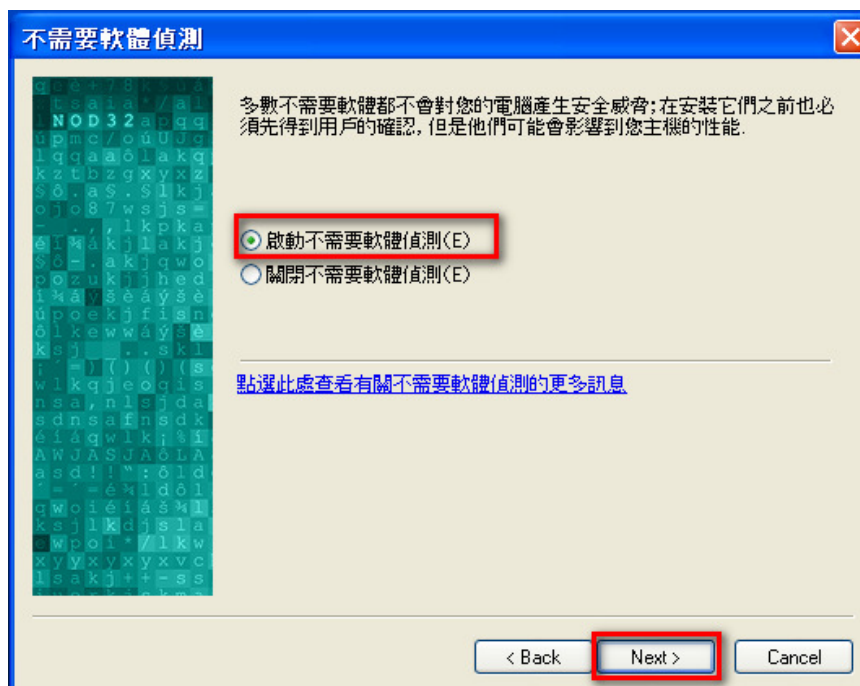 不需要軟體偵測
多數不需要軟體都不會對您的電腦產生安全威脅;在安裝它們之前也必
須先得到用戶的確認,但是他們可能會影響到您主機的性能.
NOD32
啟動不需要軟體偵測(E)
關閉不需要軟體偵測(E)
點選此處查看有關不需要軟體偵測的更多訊息
< Back
Next >
Cancel